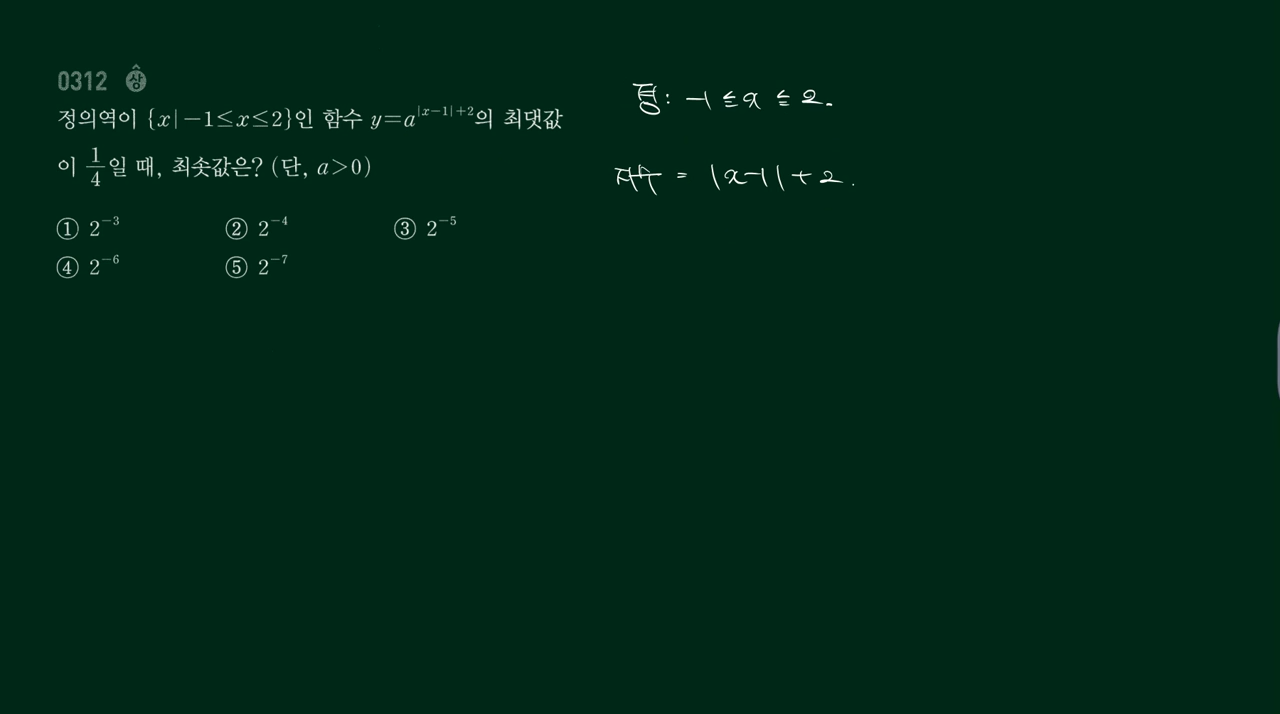 0312 상
정의역이 {x|−1≤x≤2}인 함수 y=a^{|x−1|+2}의 최댓값
이 1/4일 때, 최솟값은? (단, a>0)
① 2^{−3} ② 2^{−4} ③ 2^{−5}
④ 2^{−6} ⑤ 2^{−7}
: −1 ≦ x ≦ 2.
지수 = |x−1| + 2.